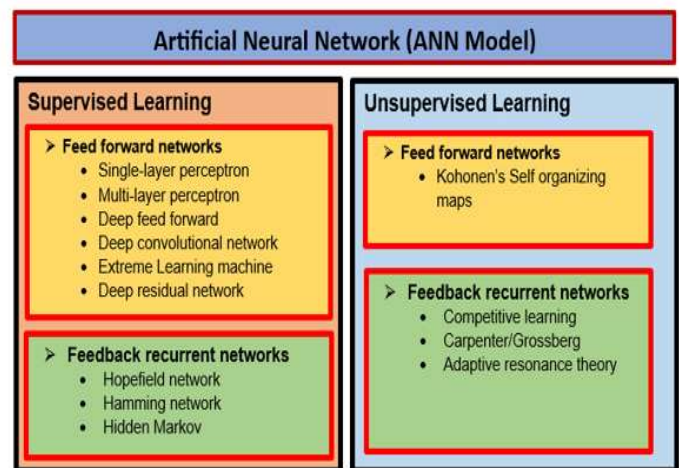 Artificial Neural Network (ANN Model)
Supervised Learning
➢ Feed forward networks
• Single-layer perceptron
• Multi-layer perceptron
• Deep feed forward
• Deep convolutional network
• Extreme Learning machine
• Deep residual network
➢ Feedback recurrent networks
• Hopefield network
• Hamming network
• Hidden Markov
Unsupervised Learning
➢ Feed forward networks
• Kohonen's Self organizing
maps
➢ Feedback recurrent networks
• Competitive learning
• Carpenter/Grossberg
• Adaptive resonance theory